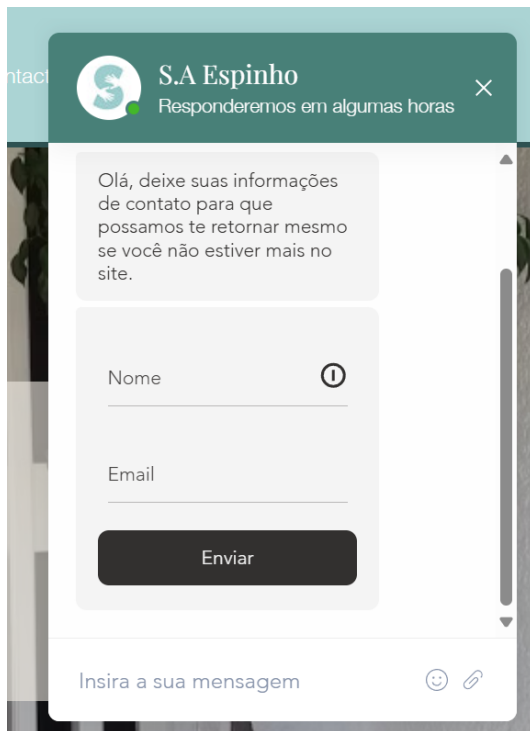 ntact
S.A Espinho
Responderemos em algumas horas
Olá, deixe suas informações
de contato para que
possamos te retornar mesmo
se você não estiver mais no
site.
Nome
Email
Enviar
Insira a sua mensagem